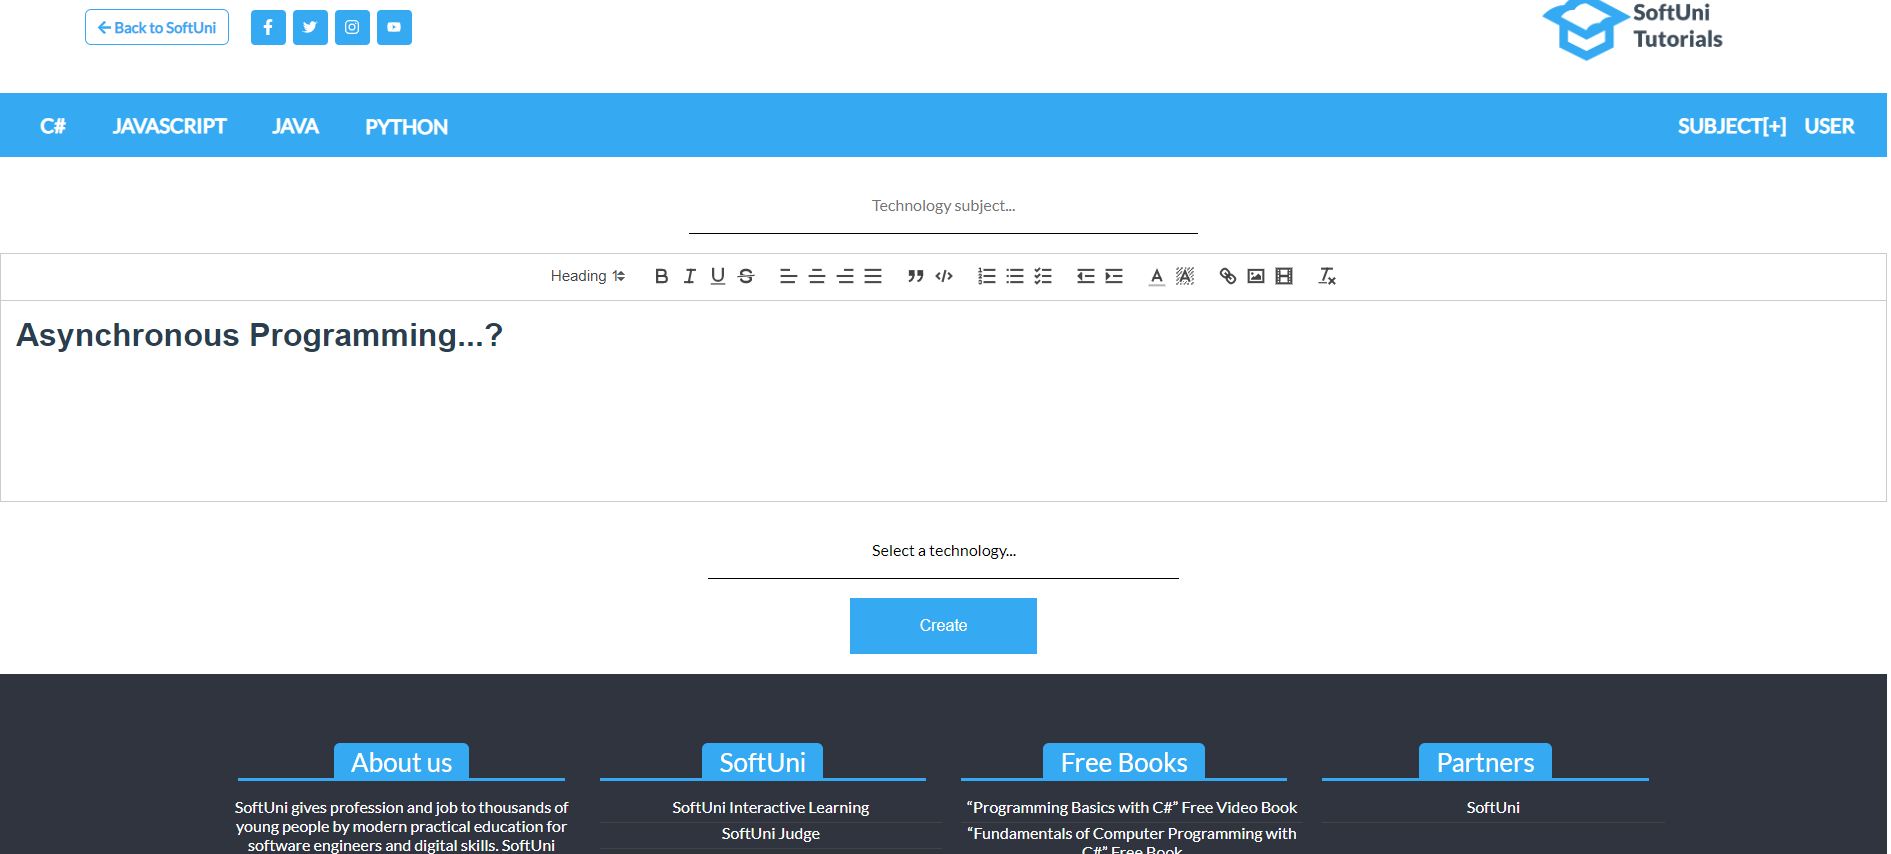 Back to SoftUni
SoftUni
Tutorials
C# JAVASCRIPT JAVA PYTHON SUBJECT[+] USER
Technology subject...
Heading 1
Asynchronous Programming...?
Select a technology...
Create
About us
SoftUni gives profession and job to thousands of
young people by modern practical education for
software engineers and digital skills. SoftUni
SoftUni
SoftUni Interactive Learning
SoftUni Judge
Free Books
“Programming Basics with C#” Free Video Book
“Fundamentals of Computer Programming with
C#” Free Book
Partners
SoftUni